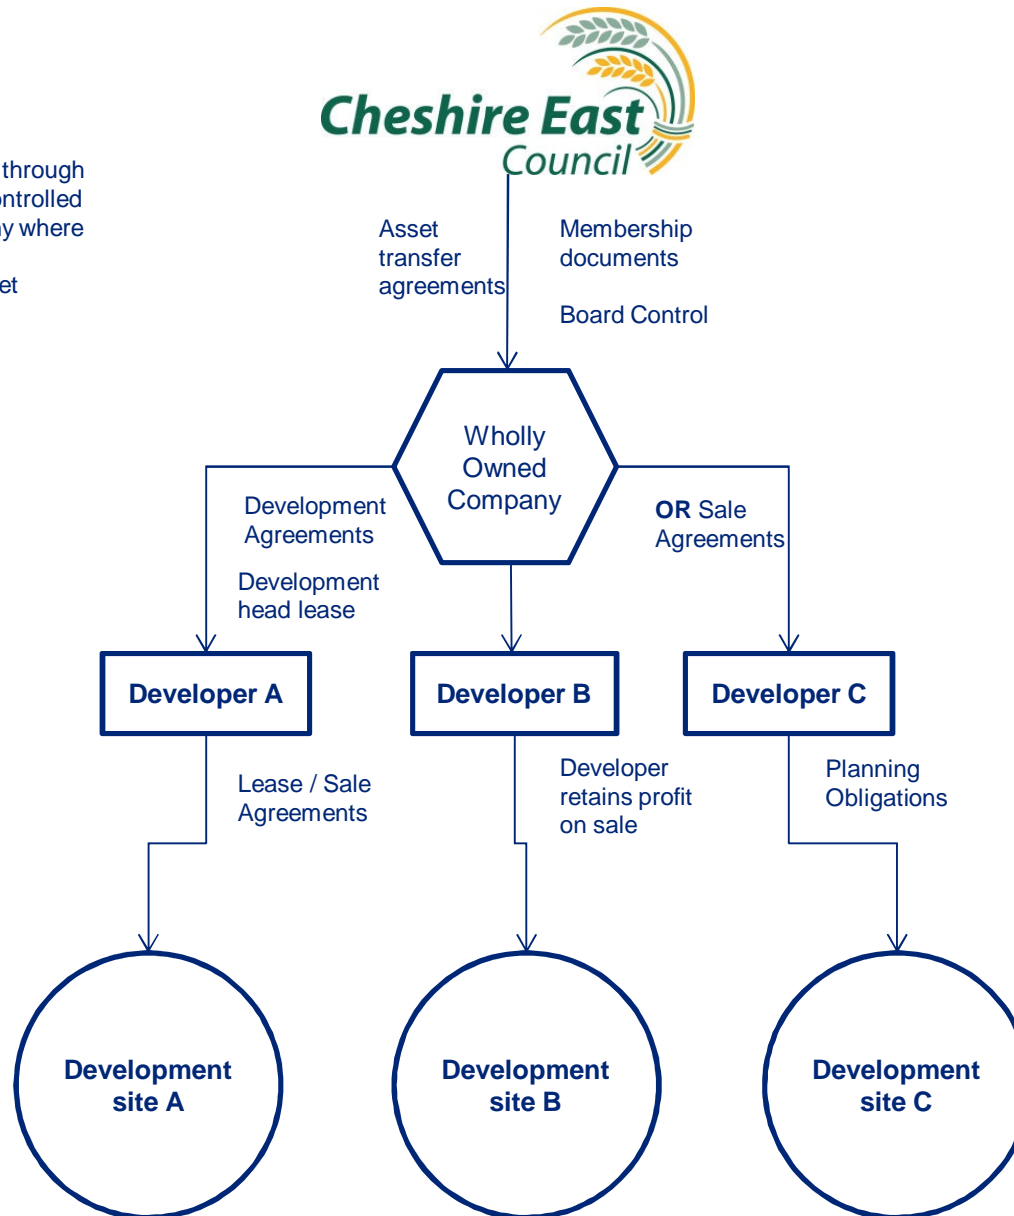 Cheshire East
Council
through
ontrolled
y where
et
Asset
transfer
agreements
Membership
documents
Board Control
Wholly
Owned
Company
Development
Agreements
Development
head lease
OR Sale
Agreements
Developer A
Developer B
Developer C
Lease / Sale
Agreements
Developer
retains profit
on sale
Planning
Obligations
Development
site A
Development
site B
Development
site C